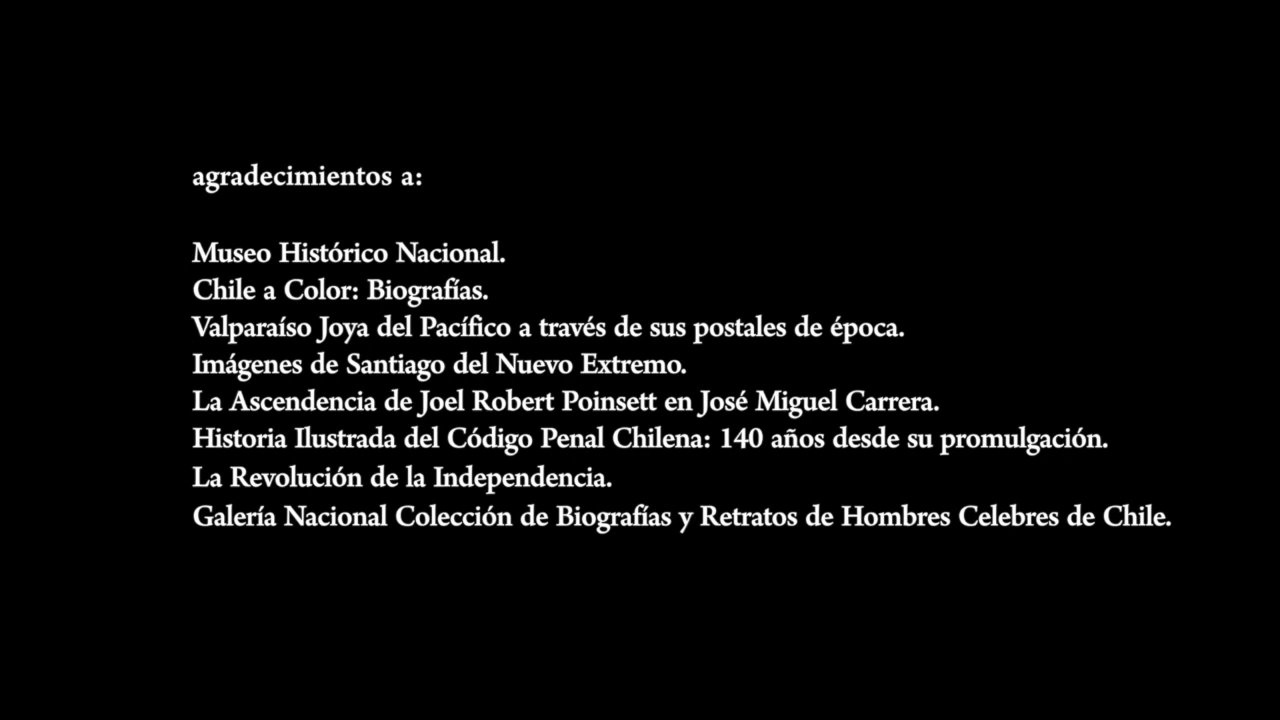 agradecimientos a:
Museo Histórico Nacional.
Chile a Color: Biografías.
Valparaíso Joya del Pacífico a través de sus postales de época.
Imágenes de Santiago del Nuevo Extremo.
La Ascendencia de Joel Robert Poinsett en José Miguel Carrera.
Historia Ilustrada del Código Penal Chilena: 140 años desde su promulgación.
La Revolución de la Independencia.
Galería Nacional Colección de Biografías y Retratos de Hombres Celebres de Chile.